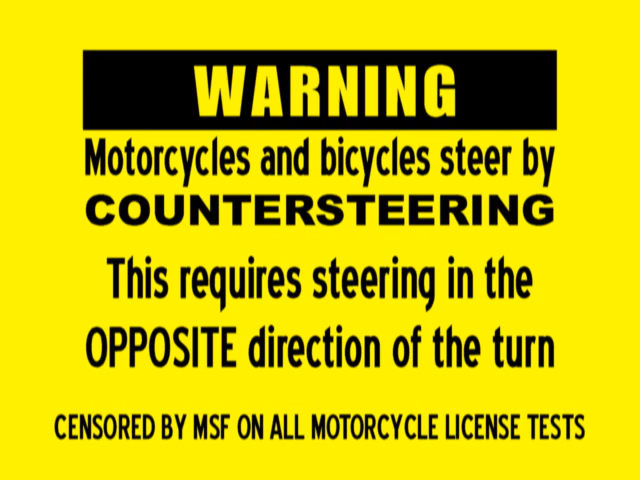 WARNING
Motorcycles and bicycles steer by
COUNTERSTEERING
This requires steering in the
OPPOSITE direction of the turn
CENSORED BY MSF ON ALL MOTORCYCLE LICENSE TESTS